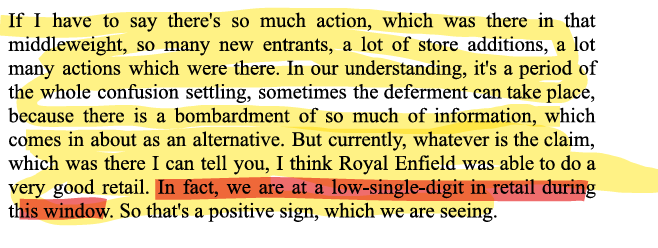 If I have to say there's so much action, which was there in that
middleweight, so many new entrants, a lot of store additions, a lot
many actions which were there. In our understanding, it's a period of
the whole confusion settling, sometimes the deferment can take place,
because there is a bombardment of so much of information, which
comes in about as an alternative. But currently, whatever is the claim,
which was there I can tell you, I think Royal Enfield was able to do a
very good retail. In fact, we are at a low-single-digit in retail during
this window. So that's a positive sign, which we are seeing.